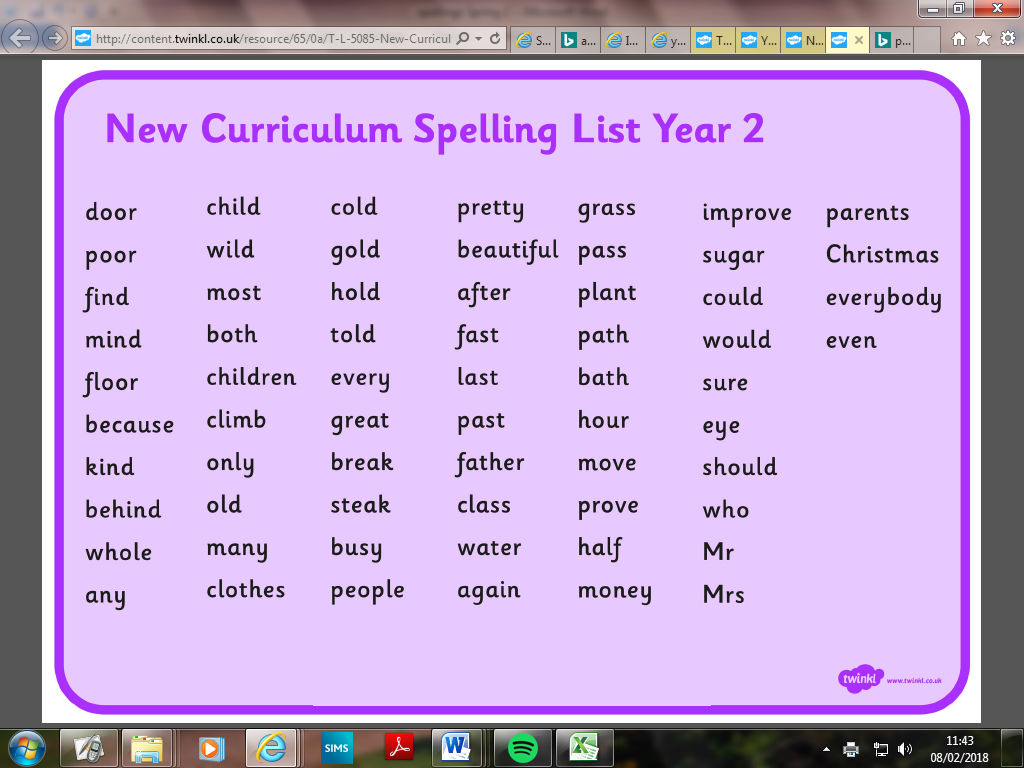 http://content.twinkl.co.uk/resource/65/0a/T-L-5085-New-Curricul
S...
a...
I...
y...
T...
Y...
N...
p...
New Curriculum Spelling List Year 2
door
poor
find
mind
floor
because
kind
behind
whole
any
child
wild
most
both
children
climb
only
old
many
clothes
cold
gold
hold
told
every
great
break
steak
busy
people
pretty
beautiful
after
fast
last
past
father
class
water
again
grass
pass
plant
path
bath
hour
move
prove
half
money
improve
sugar
could
would
sure
eye
should
who
Mr
Mrs
parents
Christmas
everybody
even
twinkl www.twinkl.co.uk
SIMS
11:43
08/02/2018